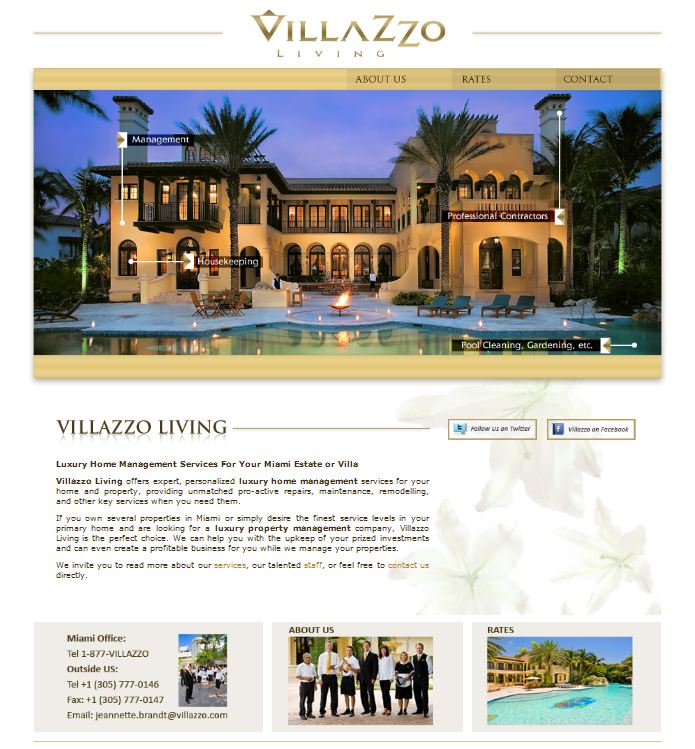 VILLAZZO
LIVING
ABOUT US RATES CONTACT
Management
Professional Contractors
Housekeeping
Pool Cleaning, Gardening, etc.
VILLAZZO LIVING
Follow Us on Twitter
Villazzo on Facebook
Luxury Home Management Services For Your Miami Estate or Villa
Villazzo Living offers expert, personalized luxury home management services for your
home and property, providing unmatched pro-active repairs, maintenance, remodelling,
and other key services when you need them.
If you own several properties in Miami or simply desire the finest service levels in your
primary home and are looking for a luxury property management company, Villazzo
Living is the perfect choice. We can help you with the upkeep of your prized investments
and can even create a profitable business for you while we manage your properties.
We invite you to read more about our services, our talented staff, or feel free to contact us
directly.
Miami Office:
Tel 1-877-VILLAZZO
Outside US:
Tel +1 (305) 777-0146
Fax: +1 (305) 777-0147
Email: jeannette.brandt@villazzo.com
ABOUT US
RATES